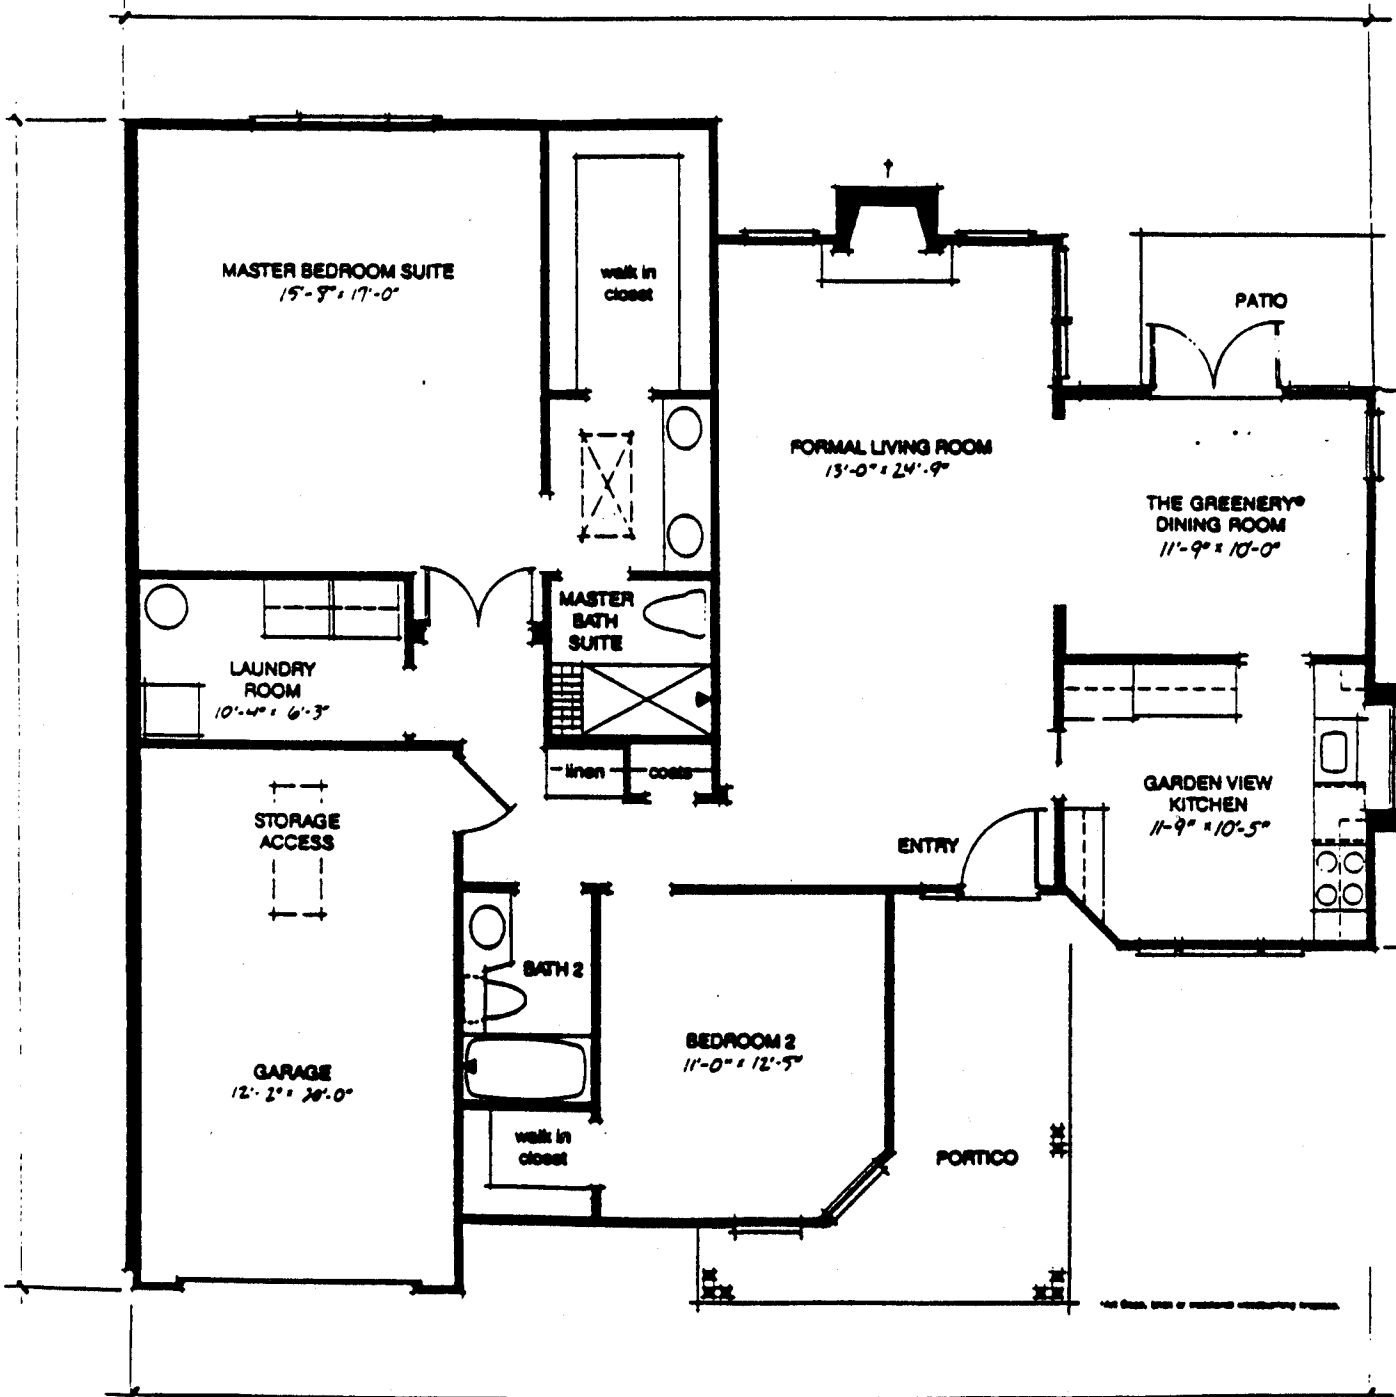 MASTER BEDROOM SUITE
15'-8" x 17'-0"
walk in
closet
PATIO
FORMAL LIVING ROOM
13'-0" x 24'-9"
THE GREENERY®
DINING ROOM
11'-9" x 10'-0"
MASTER
BATH
SUITE
LAUNDRY
ROOM
10'-4" x 6'-3"
linen
coats
GARDEN VIEW
KITCHEN
11-9" x 10'-5"
STORAGE
ACCESS
ENTRY
BATH 2
BEDROOM 2
11'-0" x 12'-5"
GARAGE
12'-2" x 20'-0"
walk in
closet
PORTICO